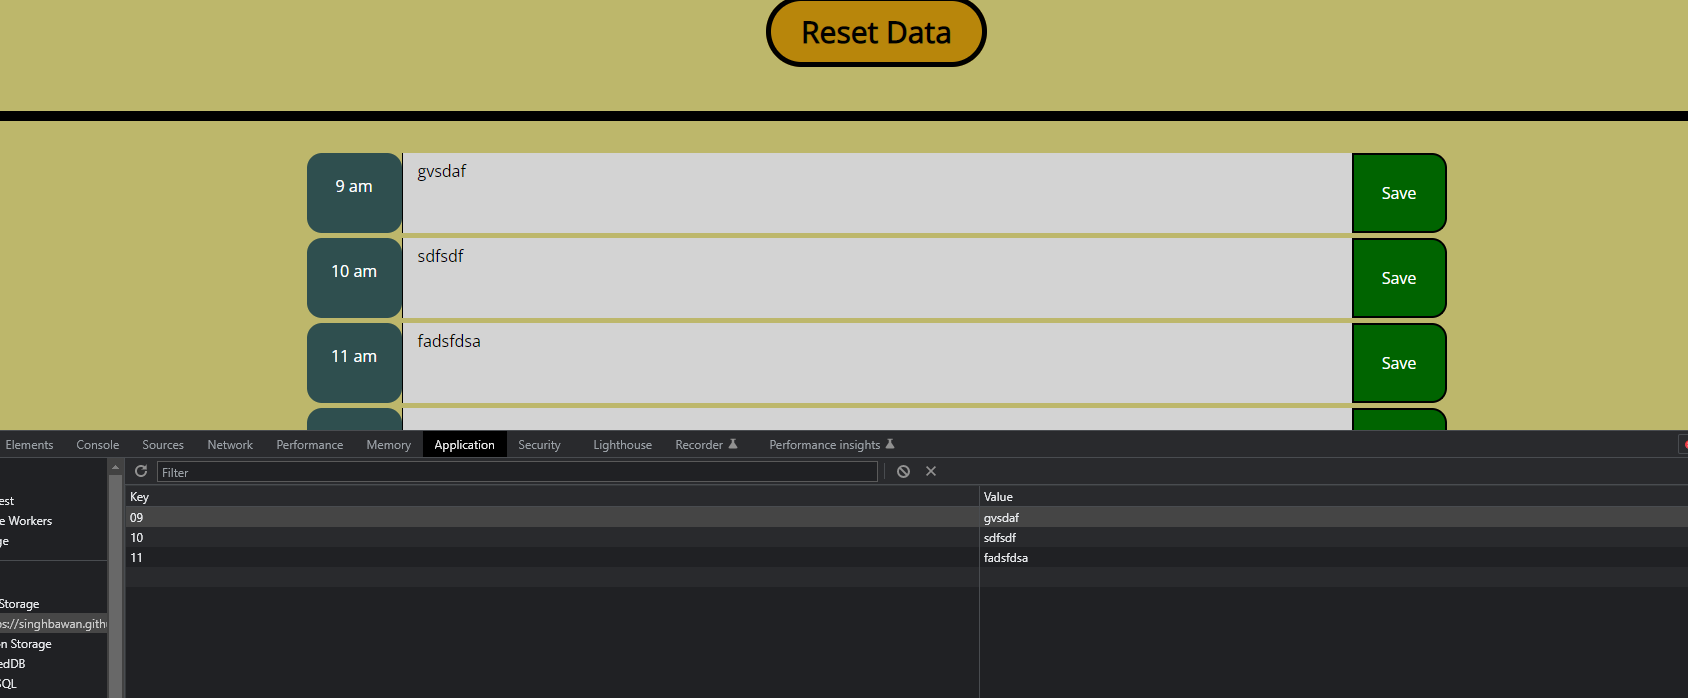 Reset Data
9 am gvsdaf Save
10 am sdfsdf Save
11 am fadsfdsa Save
Elements Console Sources Network Performance Memory Application Security Lighthouse Recorder Performance insights
Filter
Key Value
09 gvsdaf
10 sdfsdf
11 fadsfdsa
est
e Workers
ge
Storage
os://singhbawan.gith
n Storage
edDB
SQL